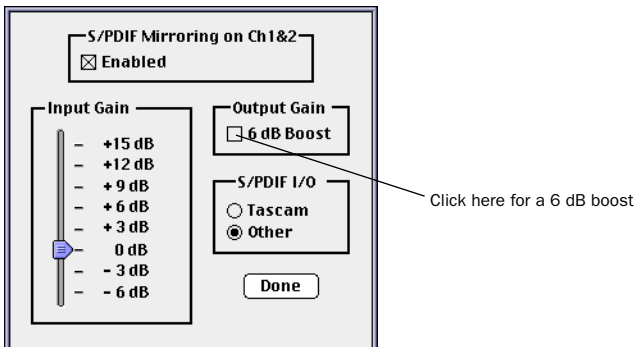 S/PDIF Mirroring on Ch1&2
Enabled
Input Gain
+15 dB
+12 dB
+ 9 dB
+ 6 dB
+ 3 dB
0 dB
- 3 dB
- 6 dB
Output Gain
6 dB Boost
S/PDIF I/O
Tascam
Other
Done
Click here for a 6 dB boost